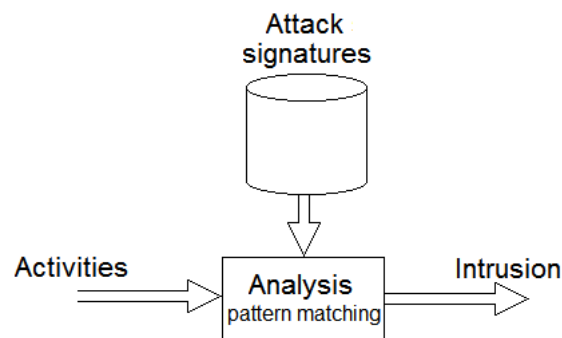 Attack
signatures
Activities
Analysis
pattern matching
Intrusion